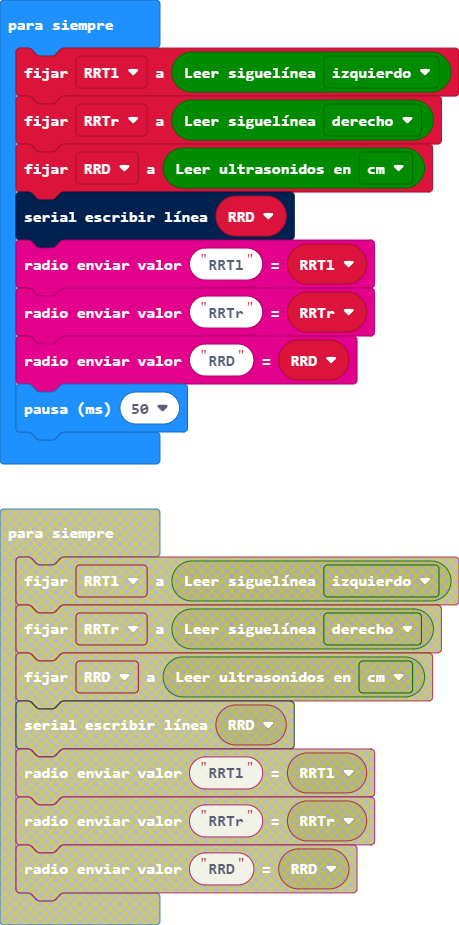 para siempre
fijar RRTl a Leer siguelínea izquierdo
fijar RRTr a Leer siguelínea derecho
fijar RRD a Leer ultrasonidos en cm
serial escribir línea RRD
radio enviar valor "RRTl" = RRTl
radio enviar valor "RRTr" = RRTr
radio enviar valor "RRD" = RRD
pausa (ms) 50
para siempre
fijar RRTl a Leer siguelínea izquierdo
fijar RRTr a Leer siguelínea derecho
fijar RRD a Leer ultrasonidos en cm
serial escribir línea RRD
radio enviar valor "RRTl" = RRTl
radio enviar valor "RRTr" = RRTr
radio enviar valor "RRD" = RRD